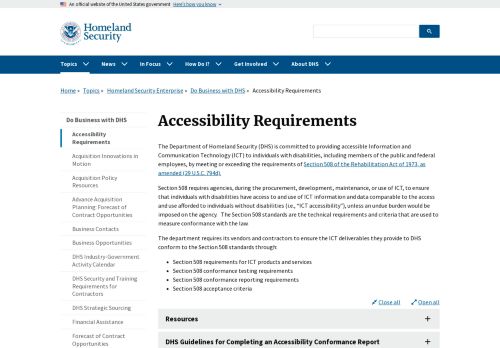 An official website of the United States government Here's how you know
Homeland
Security
Topics News In Focus How Do I? Get Involved About DHS
Home » Topics » Homeland Security Enterprise » Do Business with DHS » Accessibility Requirements
Do Business with DHS
Accessibility
Requirements
Acquisition Innovations in
Motion
Acquisition Policy
Resources
Advance Acquisition
Planning: Forecast of
Contract Opportunities
Business Contacts
Business Opportunities
DHS Industry-Government
Activity Calendar
DHS Security and Training
Requirements for
Contractors
DHS Strategic Sourcing
Financial Assistance
Forecast of Contract
Opportunities
Accessibility Requirements
The Department of Homeland Security (DHS) is committed to providing accessible Information and
Communication Technology (ICT) to individuals with disabilities, including members of the public and federal
employees, by meeting or exceeding the requirements of Section 508 of the Rehabilitation Act of 1973, as
amended (29 U.S.C. 794d).
Section 508 requires agencies, during the procurement, development, maintenance, or use of ICT, to ensure
that individuals with disabilities have access to and use of ICT information and data comparable to the access
and use afforded to individuals without disabilities (i.e., "ICT accessibility"), unless an undue burden would be
imposed on the agency. The Section 508 standards are the technical requirements and criteria that are used to
measure conformance with the law.
The department requires its vendors and contractors to ensure the ICT deliverables they provide to DHS
conform to the Section 508 standards through:
• Section 508 requirements for ICT products and services
• Section 508 conformance testing requirements
• Section 508 conformance reporting requirements
• Section 508 acceptance criteria
Close all Open all
Resources +
DHS Guidelines for Completing an Accessibility Conformance Report +